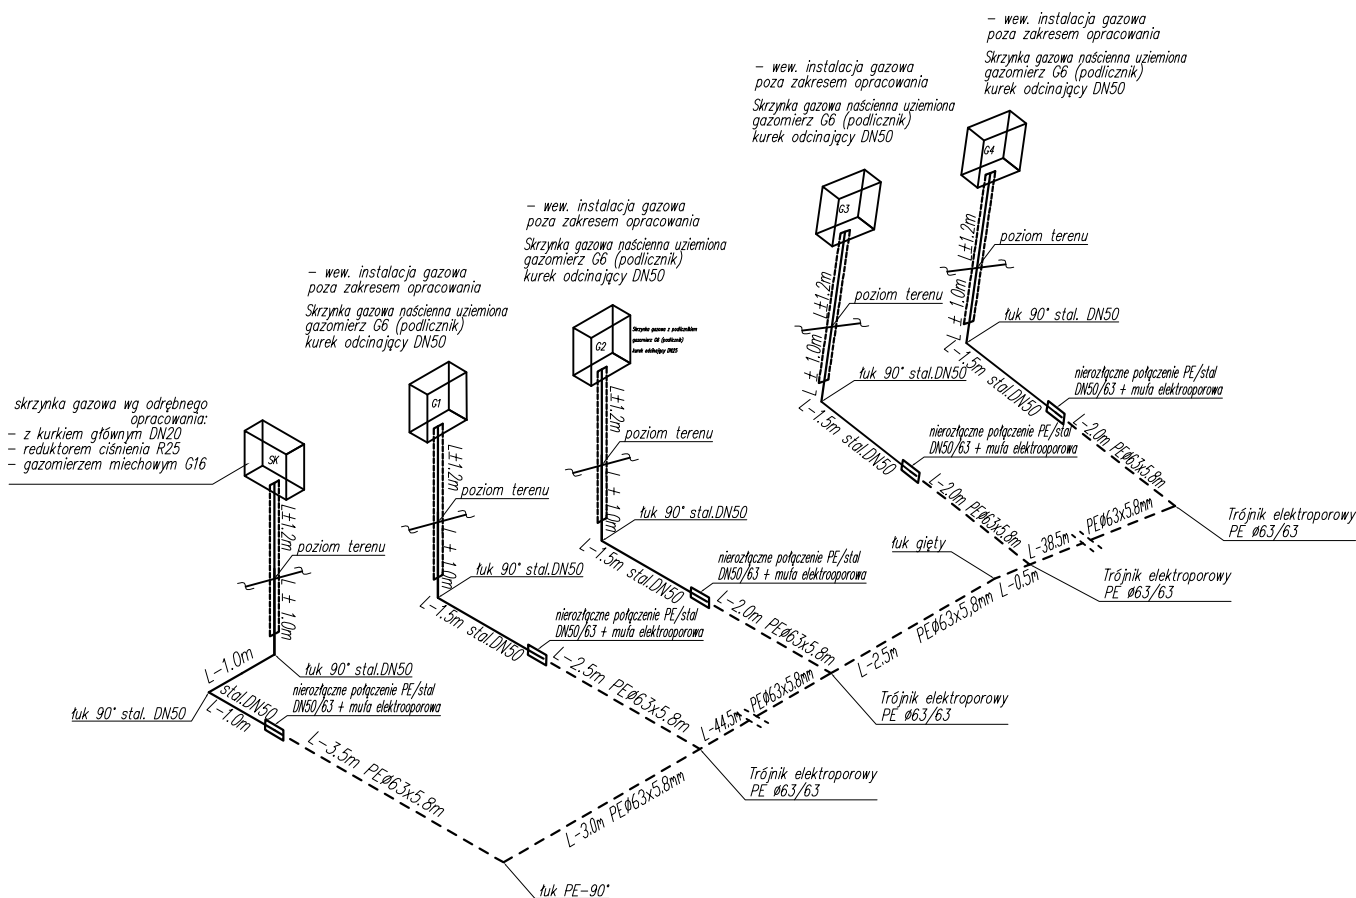 - wew. instalacja gazowa
poza zakresem opracowania
Skrzynka gazowa naścienna uziemiona
gazomierz G6 (podlicznik)
kurek odcinający DN50
G4
L±1.2m
poziom terenu
L ± 1.0m
łuk 90° stal. DN50
L-1.5m stal.DN50
nierozłączne połączenie PE/stal
DN50/63 + mufa elektrooporowa
L-2.0m PEø63x5.8m
Trójnik elektroporowy
PE ø63/63
- wew. instalacja gazowa
poza zakresem opracowania
Skrzynka gazowa naścienna uziemiona
gazomierz G6 (podlicznik)
kurek odcinający DN50
G3
L±1.2m
poziom terenu
L ± 1.0m
łuk 90° stal.DN50
L-1.5m stal.DN50
nierozłączne połączenie PE/stal
DN50/63 + mufa elektrooporowa
L-2.0m PEø63x5.8m
L-38.5m PEø63x5.8mm
łuk gięty
L-0.5m
Trójnik elektroporowy
PE ø63/63
- wew. instalacja gazowa
poza zakresem opracowania
Skrzynka gazowa naścienna uziemiona
gazomierz G6 (podlicznik)
kurek odcinający DN50
G2
Skrzynka gazowa z podlicznikiem
gazomierz G6 (podlicznik)
kurek odcinający DN25
L±1.2m
poziom terenu
L ± 1.0m
łuk 90° stal.DN50
L-1.5m stal.DN50
nierozłączne połączenie PE/stal
DN50/63 + mufa elektrooporowa
L-2.0m PEø63x5.8m
L-2.5m PEø63x5,8mm
Trójnik elektroporowy
PE ø63/63
- wew. instalacja gazowa
poza zakresem opracowania
Skrzynka gazowa naścienna uziemiona
gazomierz G6 (podlicznik)
kurek odcinający DN50
G1
L±1.2m
poziom terenu
L ± 1.0m
łuk 90° stal.DN50
L-1.5m stal.DN50
nierozłączne połączenie PE/stal
DN50/63 + mufa elektrooporowa
L-2.5m PEø63x5.8m
L-44,5m PEø63x5.8mm
Trójnik elektroporowy
PE ø63/63
skrzynka gazowa wg odrębnego
opracowania:
- z kurkiem głównym DN20
- reduktorem ciśnienia R25
- gazomierzem miechowym G16
SK
L±1.2m
poziom terenu
L ± 1.0m
L-1.0m
łuk 90° stal.DN50
stal.DN50
L-1.0m
łuk 90° stal. DN50
nierozłączne połączenie PE/stal
DN50/63 + mufa elektrooporowa
L-3.5m PEø63x5.8m
L-3.0m PEø63x5.8mm
łuk PE-90°